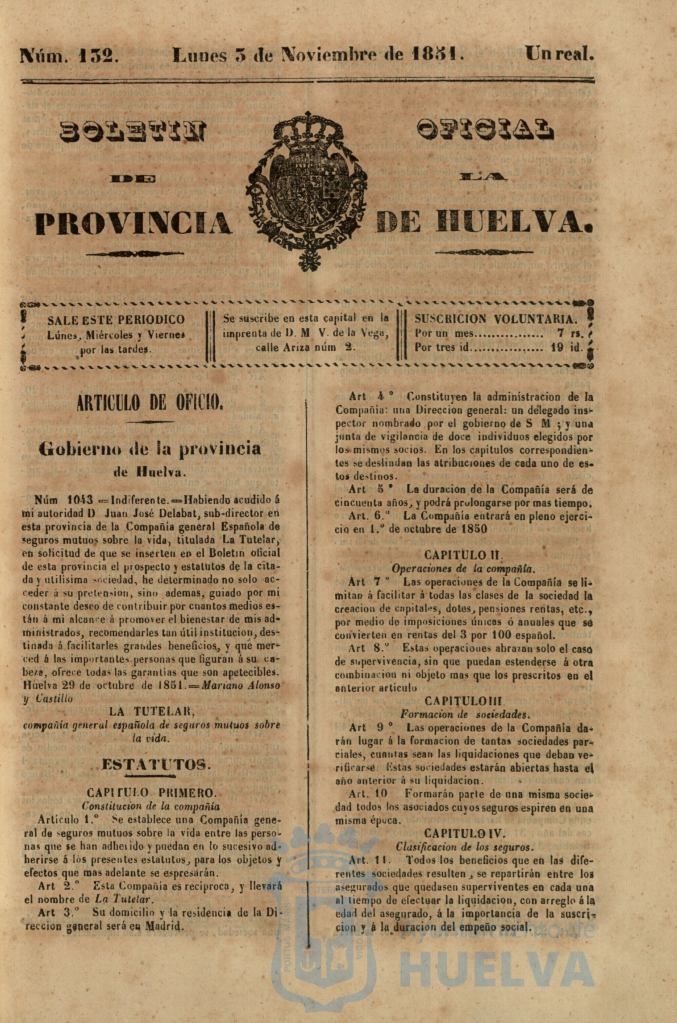 Núm. 132. Lunes 3 de Noviembre de 1851. Un real.
BOLETIN OFICIAL
DE LA
PROVINCIA DE HUELVA.
SALE ESTE PERIODICO
Lúnes, Miércoles y Viernes
por las tardes.
Se suscribe en esta capital en la
imprenta de D. M V. de la Vega,
calle Ariza núm 2.
SUSCRICION VOLUNTARIA.
Por un mes............... 7 rs.
Por tres id................ 19 id.
ARTICULO DE OFICIO.
Gobierno de la provincia
de Huelva.
Núm 1043 =Indiferente.=Habiendo acudido á
mi autoridad D Juan José Delabat, sub-director en
esta provincia de la Compañía general Española de
seguros mutuos sobre la vida, titulada La Tutelar,
en solicitud de que se inserten en el Boletin oficial
de esta provincia el prospecto y estatutos de la cita-
da y utilisima sociedad, he determinado no solo ac-
ceder á su pretension, sino ademas, guiado por mi
constante deseo de contribuir por cuantos medios es-
tán á mi alcance á promover el bienestar de mis ad-
ministrados, recomendarles tan útil institucion, des-
tinada á facilitarles grandes beneficios, y que mer-
ced á las importantes personas que figuran á su ca-
beza, ofrece todas las garantias que son apetecibles.
Huelva 29 de octubre de 1851.=Mariano Alonso
y Castillo
LA TUTELAR,
compañía general española de seguros mutuos sobre
la vida.
ESTATUTOS.
CAPITULO PRIMERO.
Constitucion de la compañía
Articulo 1.º Se establece una Compañía gene-
ral de seguros mutuos sobre la vida entre las perso-
nas que se han adherido y puedan en lo sucesivo ad-
herirse á los presentes estatutos, para los objetos y
efectos que mas adelante se espresarán.
Art 2.º Esta Compañía es reciproca, y llevará
el nombre de La Tutelar.
Art 3.º Su domicilio y la residencia de la Di-
reccion general será en Madrid.
Art 4º Constituyen la administracion de la
Compañía: una Direccion general: un delegado ins-
pector nombrado por el gobierno de S M ; y una
junta de vigilancia de doce individuos elegidos por
los mismos socios. En los capitulos correspondien-
tes se deslindan las atribuciones de cada uno de es-
tos destinos.
Art 5º La duracion de la Compañía será de
cincuenta años, y podrá prolongarse por mas tiempo.
Art. 6.º La Compañía entrará en pleno ejerci-
cio en 1.º de octubre de 1850
CAPITULO II.
Operaciones de la compañía.
Art 7º Las operaciones de la Compañía se li-
mitan á facilitar á todas las clases de la sociedad la
creacion de capitales, dotes, pensiones rentas, etc.,
por medio de imposiciones únicas ó anuales que se
convierten en rentas del 3 por 100 español.
Art 8.º Estas operaciones abrazan solo el caso
de supervivencia, sin que puedan estenderse á otra
combinacion ni objeto mas que los prescritos en el
anterior articulo
CAPITULO III
Formacion de sociedades.
Art 9º Las operaciones de la Compañía da-
rán lugar á la formacion de tantas sociedades par-
ciales, cuantas sean las liquidaciones que deban ve-
rificarse. Estas sociedades estarán abiertas hasta el
año anterior á su liquidacion.
Art. 10 Formarán parte de una misma socie-
dad todos los asociados cuyos seguros espiren en una
misma época.
CAPITULO IV.
Clasificacion de los seguros.
Art. 11. Todos los beneficios que en las dife-
rentes sociedades resulten, se repartirán entre los
asegurados que quedasen supervivientes en cada una
al tiempo de efectuar la liquidacion, con arreglo á la
edad del asegurado, á la importancia de la suscri-
cion y á la duracion del empeño social.
HUELVA